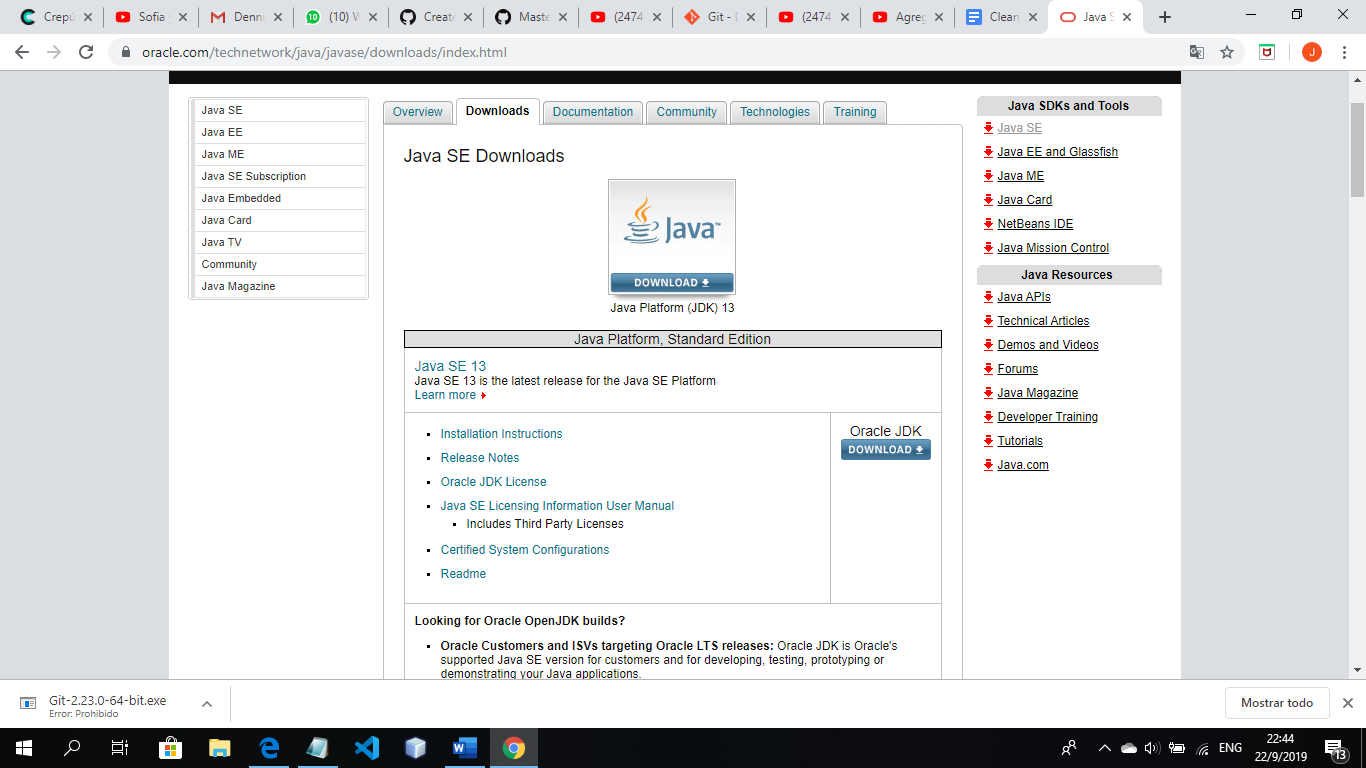 Crepú
Sofia y
Denni
(10) W
Create
Maste
(2474
Git - D
(2474
Agreg
Clean
Java S
oracle.com/technetwork/java/javase/downloads/index.html
J
Java SE
Java EE
Java ME
Java SE Subscription
Java Embedded
Java Card
Java TV
Community
Java Magazine
Overview
Downloads
Documentation
Community
Technologies
Training
Java SE Downloads
Java™
DOWNLOAD
Java Platform (JDK) 13
Java Platform, Standard Edition
Java SE 13
Java SE 13 is the latest release for the Java SE Platform
Learn more
Installation Instructions
Release Notes
Oracle JDK License
Java SE Licensing Information User Manual
Includes Third Party Licenses
Certified System Configurations
Readme
Oracle JDK
DOWNLOAD
Looking for Oracle OpenJDK builds?
Oracle Customers and ISVs targeting Oracle LTS releases: Oracle JDK is Oracle's
supported Java SE version for customers and for developing, testing, prototyping or
demonstrating your Java applications.
Java SDKs and Tools
Java SE
Java EE and Glassfish
Java ME
Java Card
NetBeans IDE
Java Mission Control
Java Resources
Java APIs
Technical Articles
Demos and Videos
Forums
Java Magazine
Developer Training
Tutorials
Java.com
Git-2.23.0-64-bit.exe
Error: Prohibido
Mostrar todo
ENG
22:44
22/9/2019
13